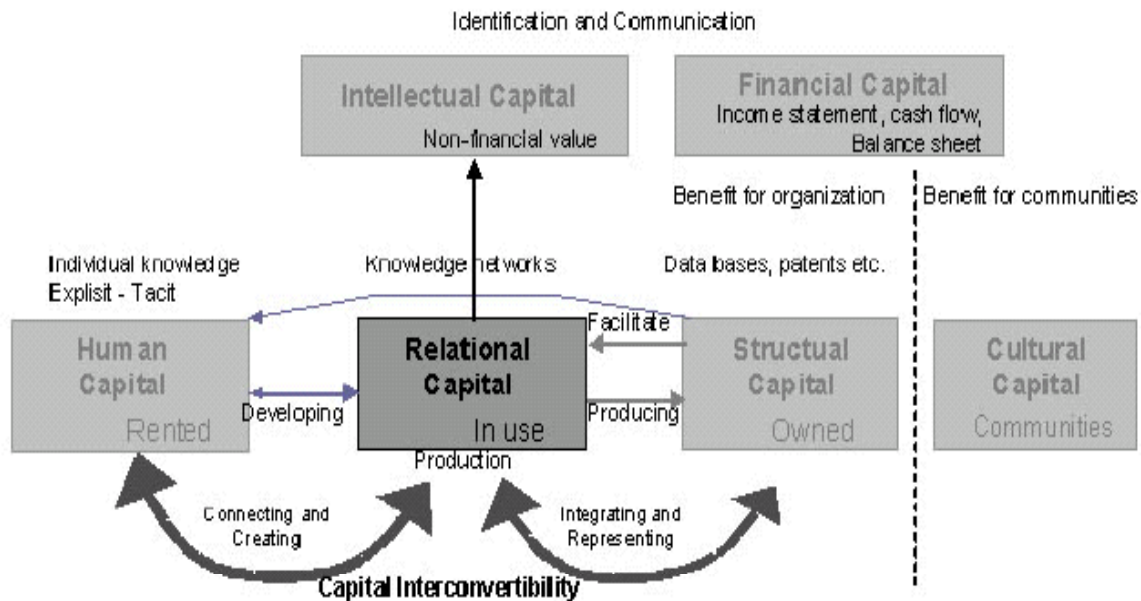 Identification and Communication
Intellectual Capital
Non-financial value
Financial Capital
Income statement, cash flow,
Balance sheet
Benefit for organization
Benefit for communities
Individual knowledge
Explisit - Tacit
Knowledge networks
Data bases, patents etc.
Human
Capital
Rented
Developing
Relational
Capital
In use
Production
Facilitate
Producing
Structual
Capital
Owned
Cultural
Capital
Communities
Connecting and
Creating
Integrating and
Representing
Capital Interconvertibility